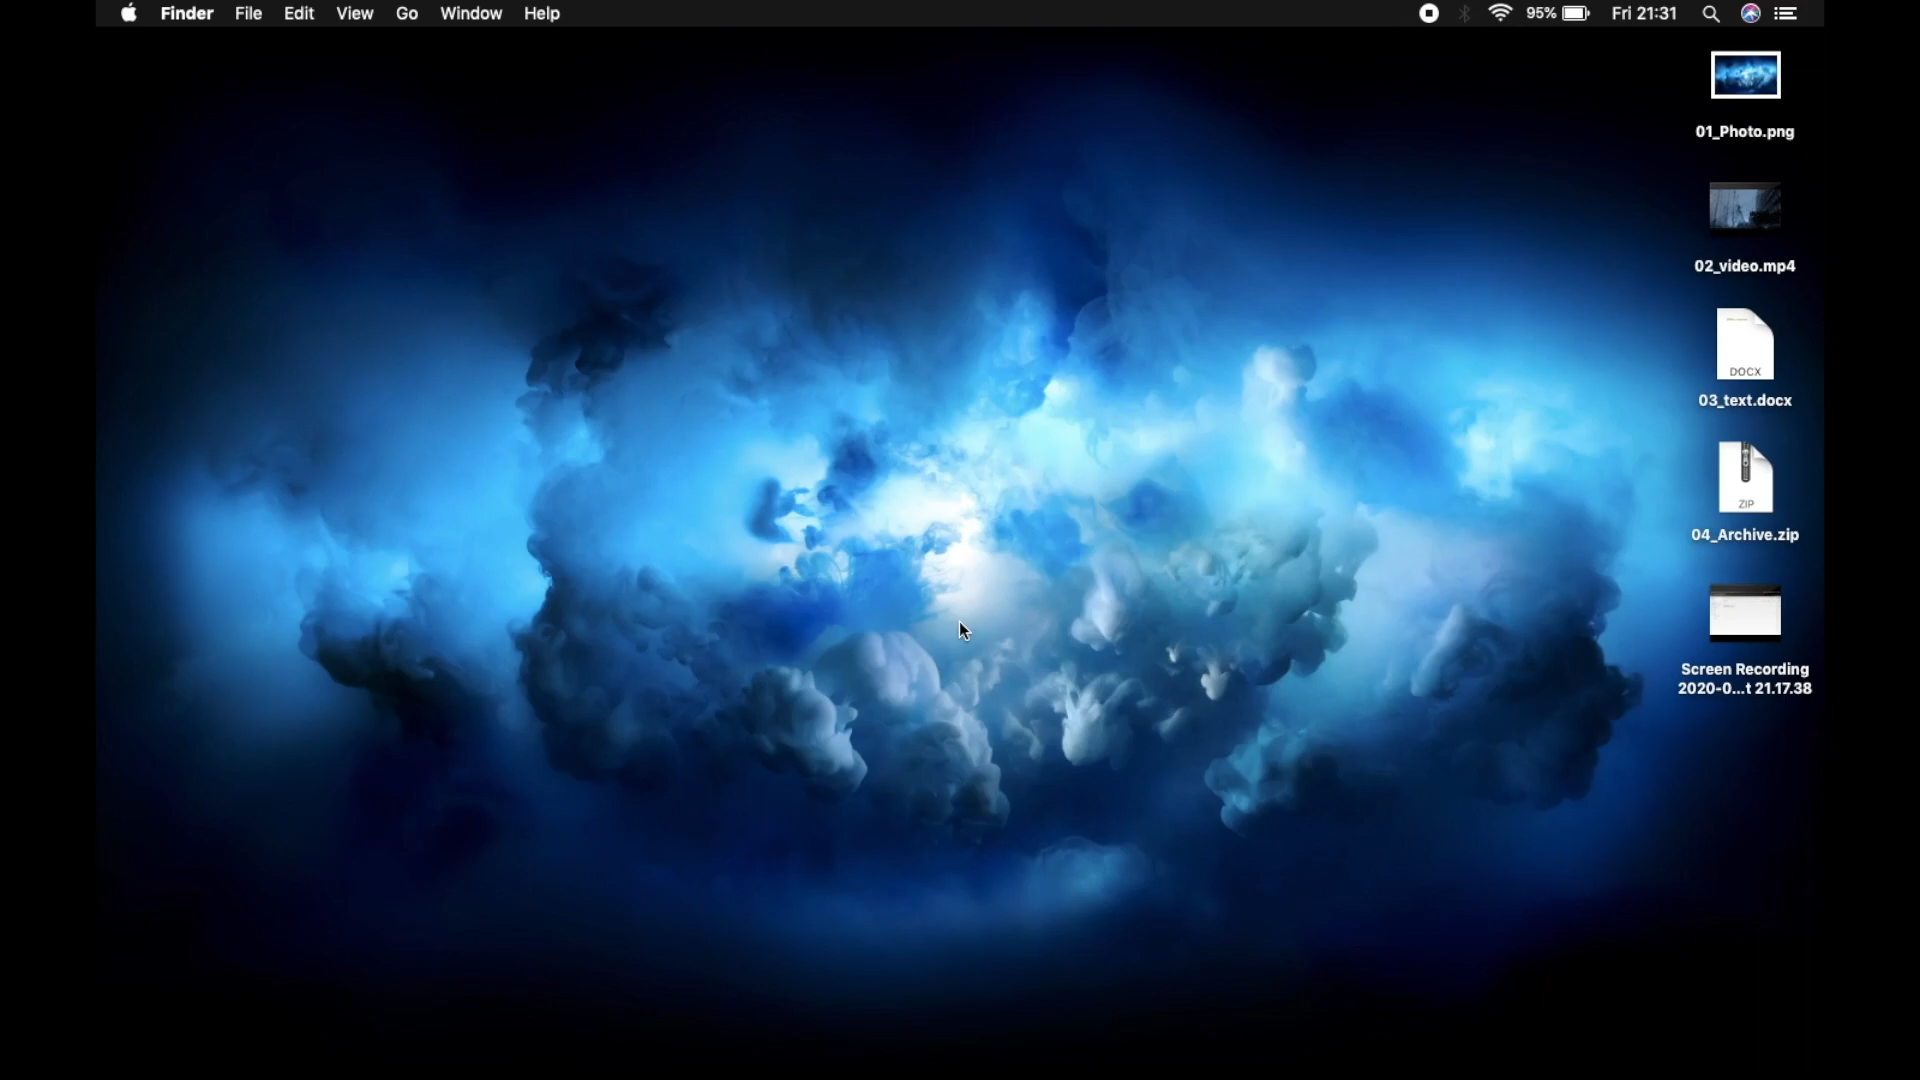 Finder File Edit View Go Window Help 95% Fri 21:31
01_Photo.png
02_video.mp4
DOCX
03_text.docx
ZIP
04_Archive.zip
Screen Recording
2020-0...t 21.17.38